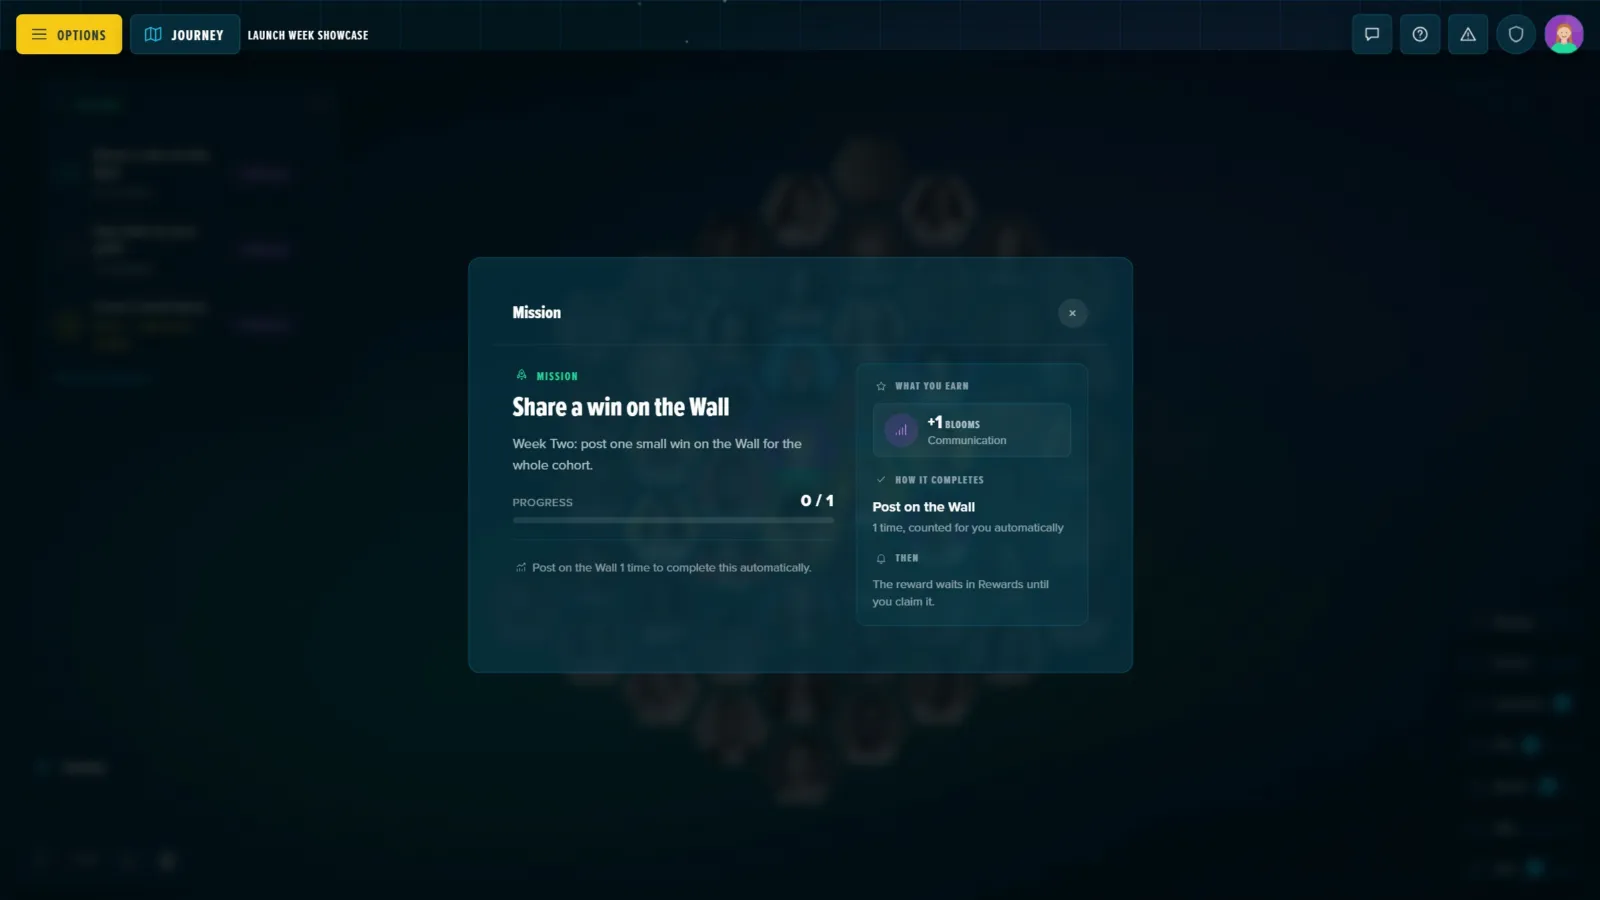 OPTIONS
JOURNEY
LAUNCH WEEK SHOWCASE
Mission
MISSION
Share a win on the Wall
Week Two: post one small win on the Wall for the
whole cohort.
PROGRESS
0 / 1
Post on the Wall 1 time to complete this automatically.
WHAT YOU EARN
+1 BLOOMS
Communication
HOW IT COMPLETES
Post on the Wall
1 time, counted for you automatically
THEN
The reward waits in Rewards until
you claim it.